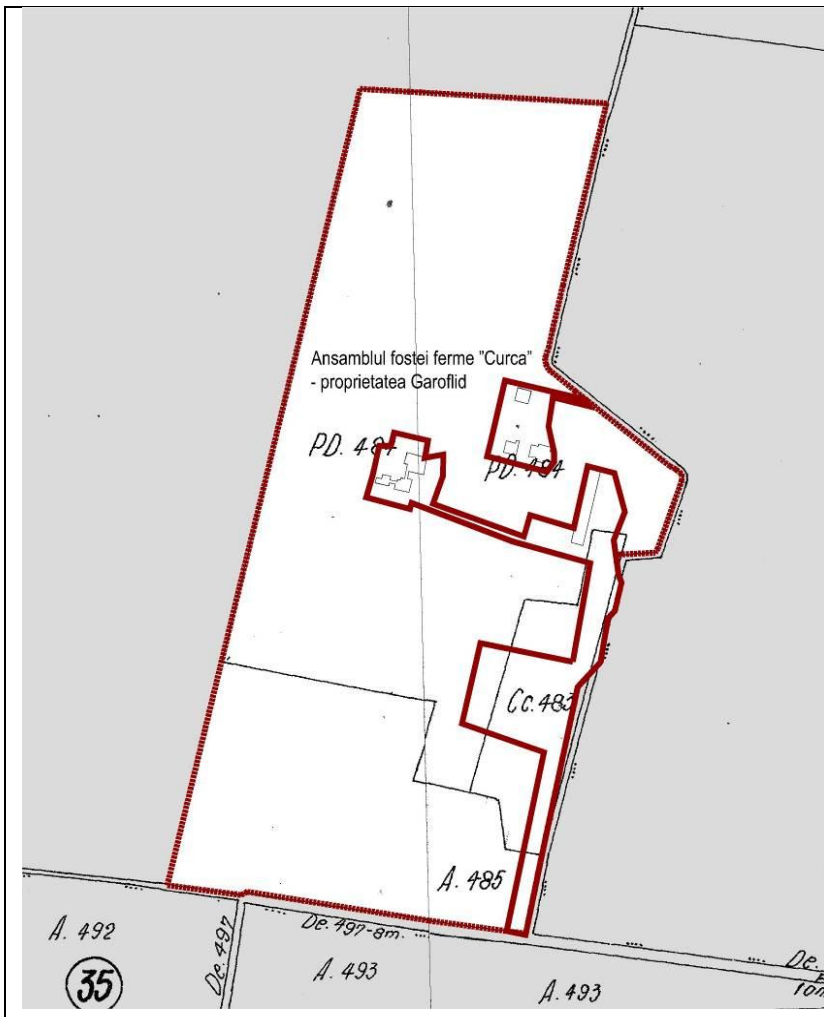 Ansamblul fostei ferme "Curca"
- proprietatea Garoflid
PD. 484
PD. 484
Cc. 483
A. 485
A. 492
De. 497
De. 497-8m.
De.
35
A. 493
A. 493